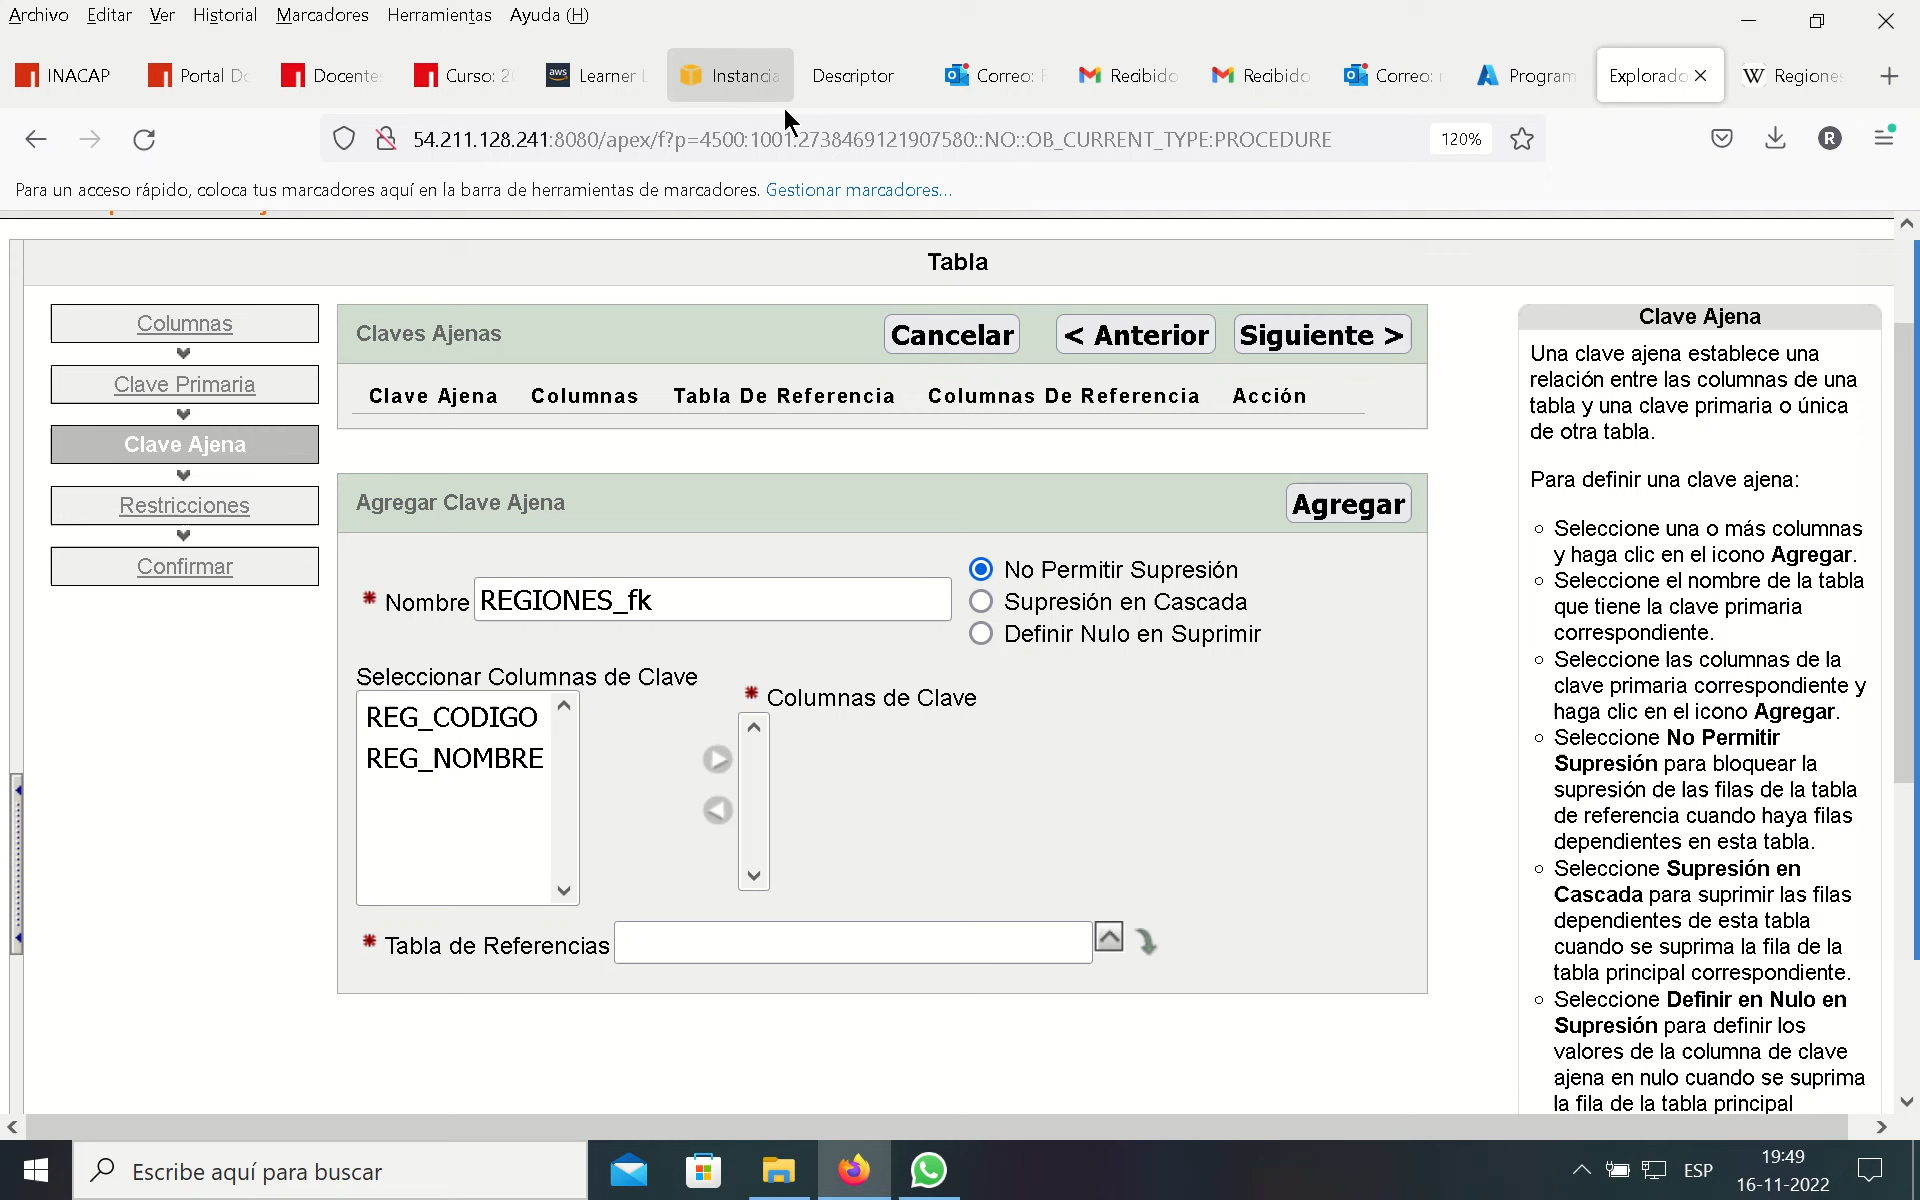 Archivo Editar Ver Historial Marcadores Herramientas Ayuda (H)
INACAP Portal Do Docente Curso: 2 aws Learner L Instancia Descriptor Correo: Recibido Recibido Correo: Program Explorado W Regiones
54.211.128.241:8080/apex/f?p=4500:1001:2738469121907580::NO::OB_CURRENT_TYPE:PROCEDURE 120% R
Para un acceso rápido, coloca tus marcadores aquí en la barra de herramientas de marcadores. Gestionar marcadores...
Tabla
Columnas
Clave Primaria
Clave Ajena
Restricciones
Confirmar
Claves Ajenas Cancelar < Anterior Siguiente >
Clave Ajena Columnas Tabla De Referencia Columnas De Referencia Acción
Agregar Clave Ajena Agregar
* Nombre REGIONES_fk
No Permitir Supresión
Supresión en Cascada
Definir Nulo en Suprimir
Seleccionar Columnas de Clave
* Columnas de Clave
REG_CODIGO
REG_NOMBRE
* Tabla de Referencias
Clave Ajena
Una clave ajena establece una
relación entre las columnas de una
tabla y una clave primaria o única
de otra tabla.
Para definir una clave ajena:
Seleccione una o más columnas
y haga clic en el icono Agregar.
Seleccione el nombre de la tabla
que tiene la clave primaria
correspondiente.
Seleccione las columnas de la
clave primaria correspondiente y
haga clic en el icono Agregar.
Seleccione No Permitir
Supresión para bloquear la
supresión de las filas de la tabla
de referencia cuando haya filas
dependientes en esta tabla.
Seleccione Supresión en
Cascada para suprimir las filas
dependientes de esta tabla
cuando se suprima la fila de la
tabla principal correspondiente.
Seleccione Definir en Nulo en
Supresión para definir los
valores de la columna de clave
ajena en nulo cuando se suprima
la fila de la tabla principal
Escribe aquí para buscar
ESP
19:49
16-11-2022